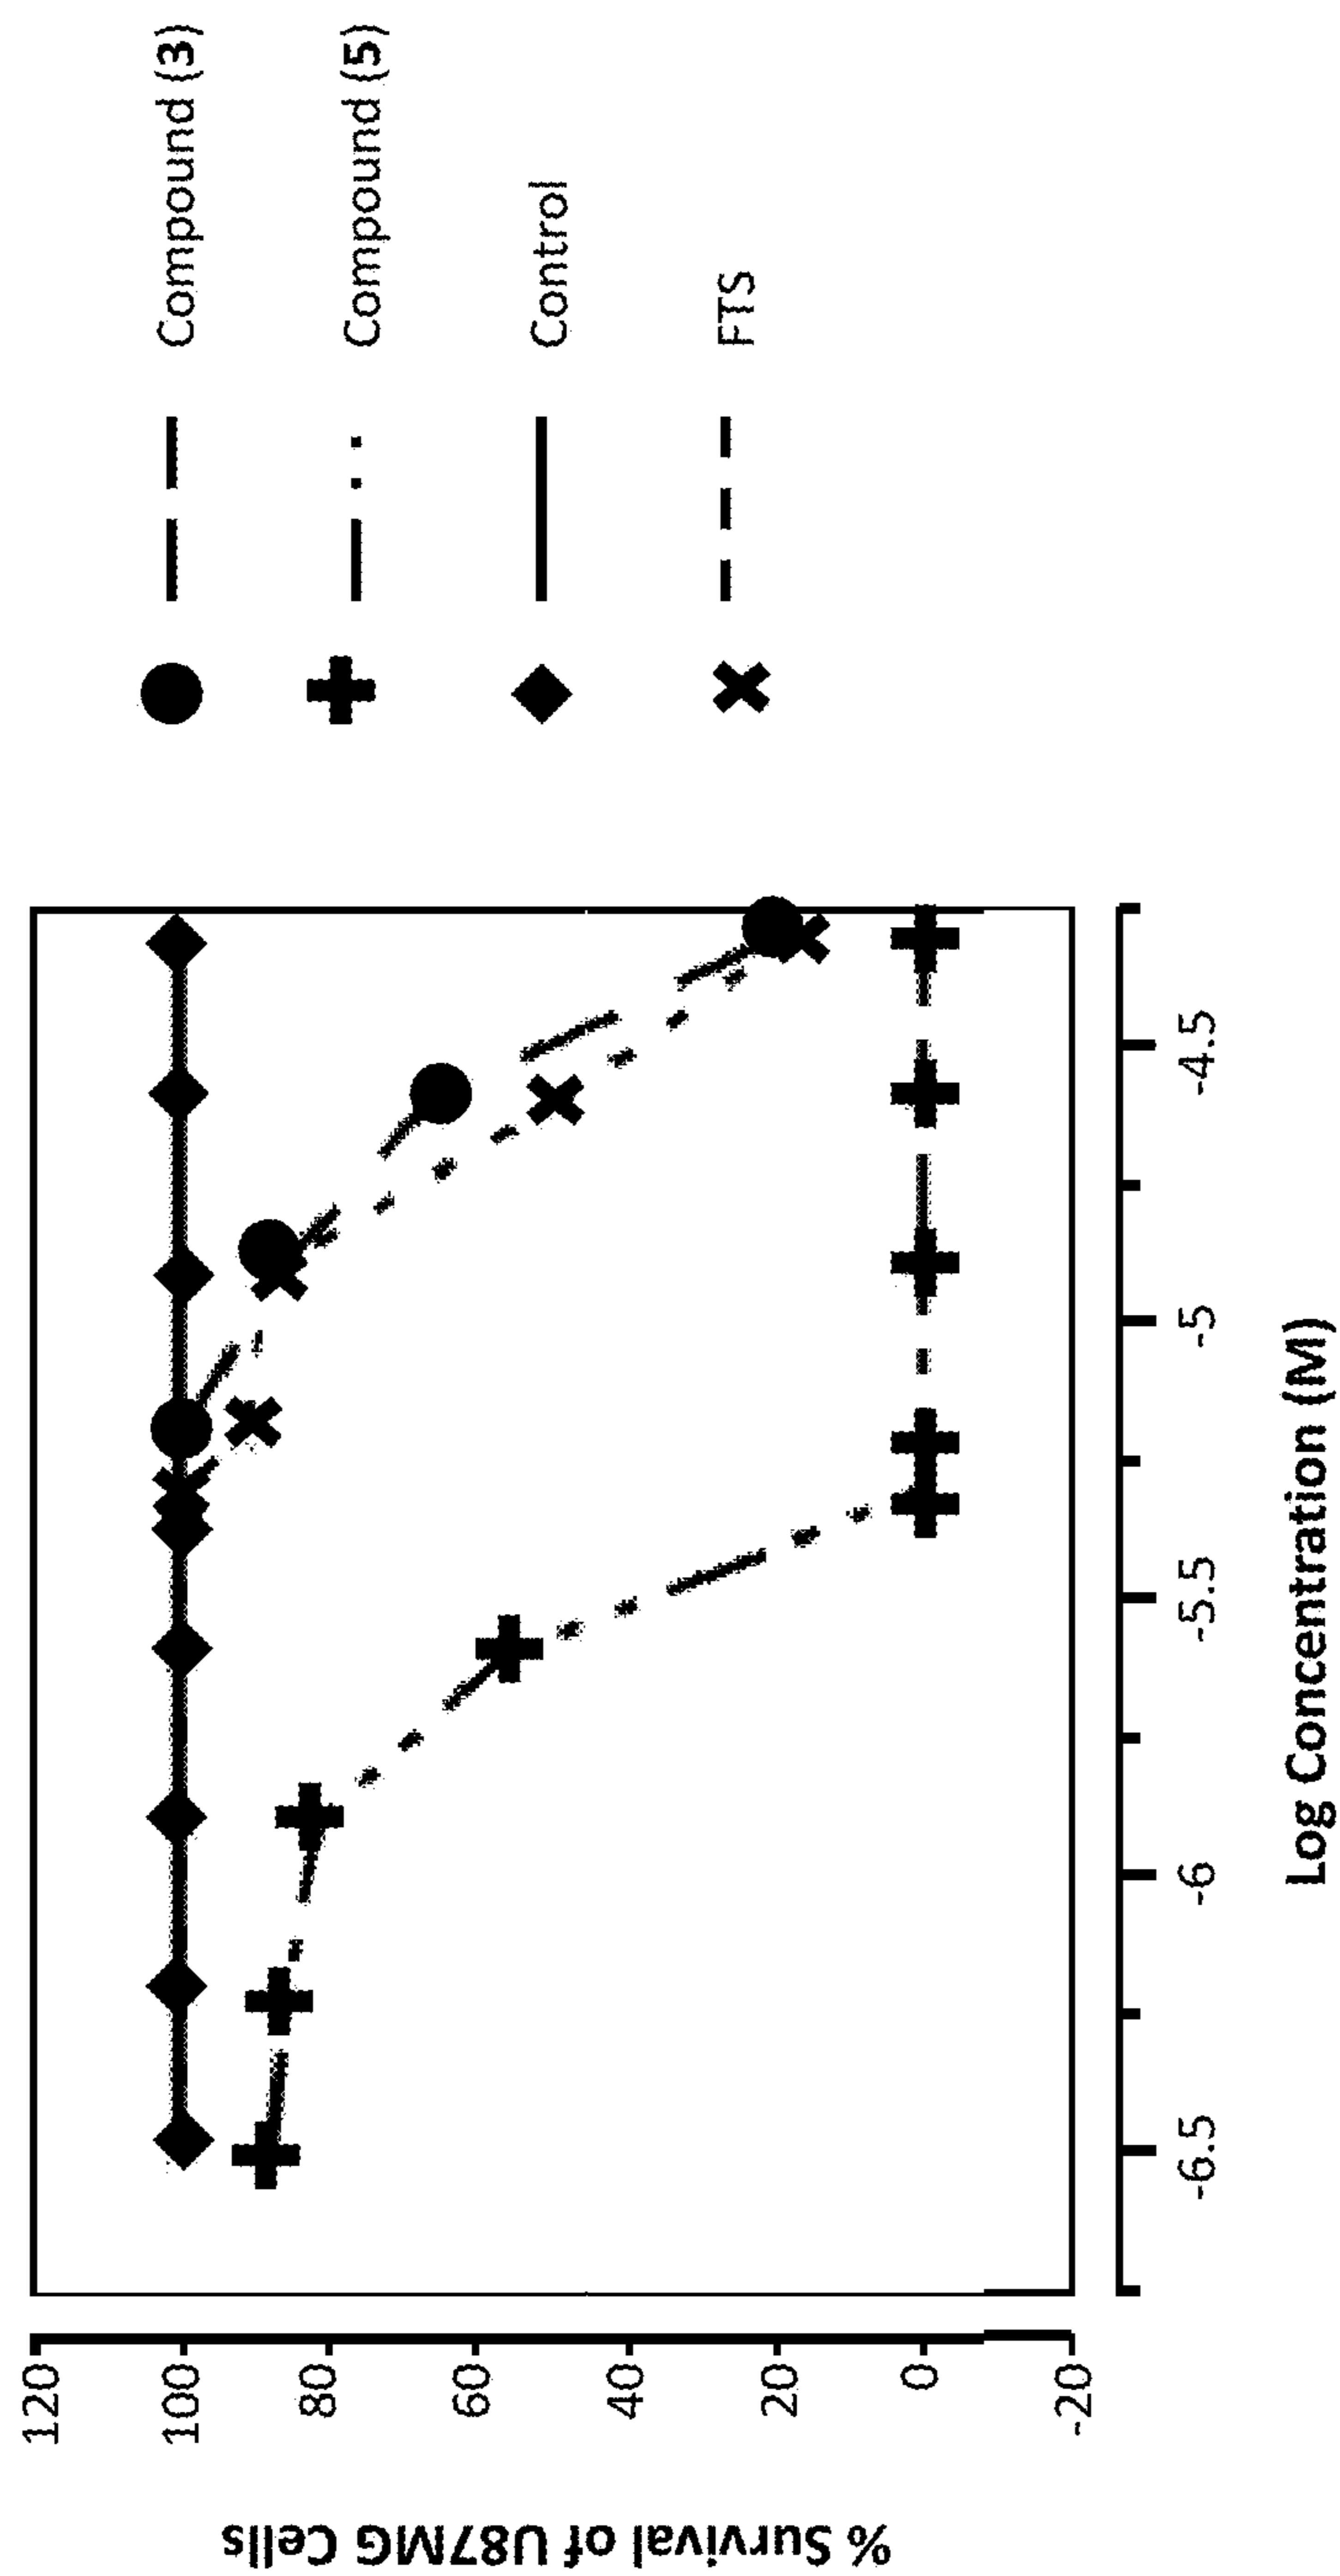 % Survival of U87MG Cells
120
100
80
60
40
20
0
-20
-6.5
-6
-5.5
-5
-4.5
Log Concentration (M)
Compound (3)
Compound (5)
Control
FTS